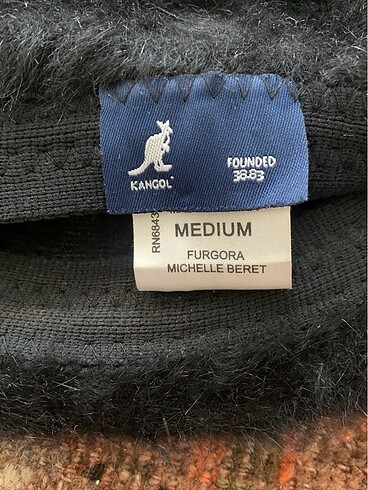 KANGOL
FOUNDED
38.83
MEDIUM
FURGORA
MICHELLE BERET